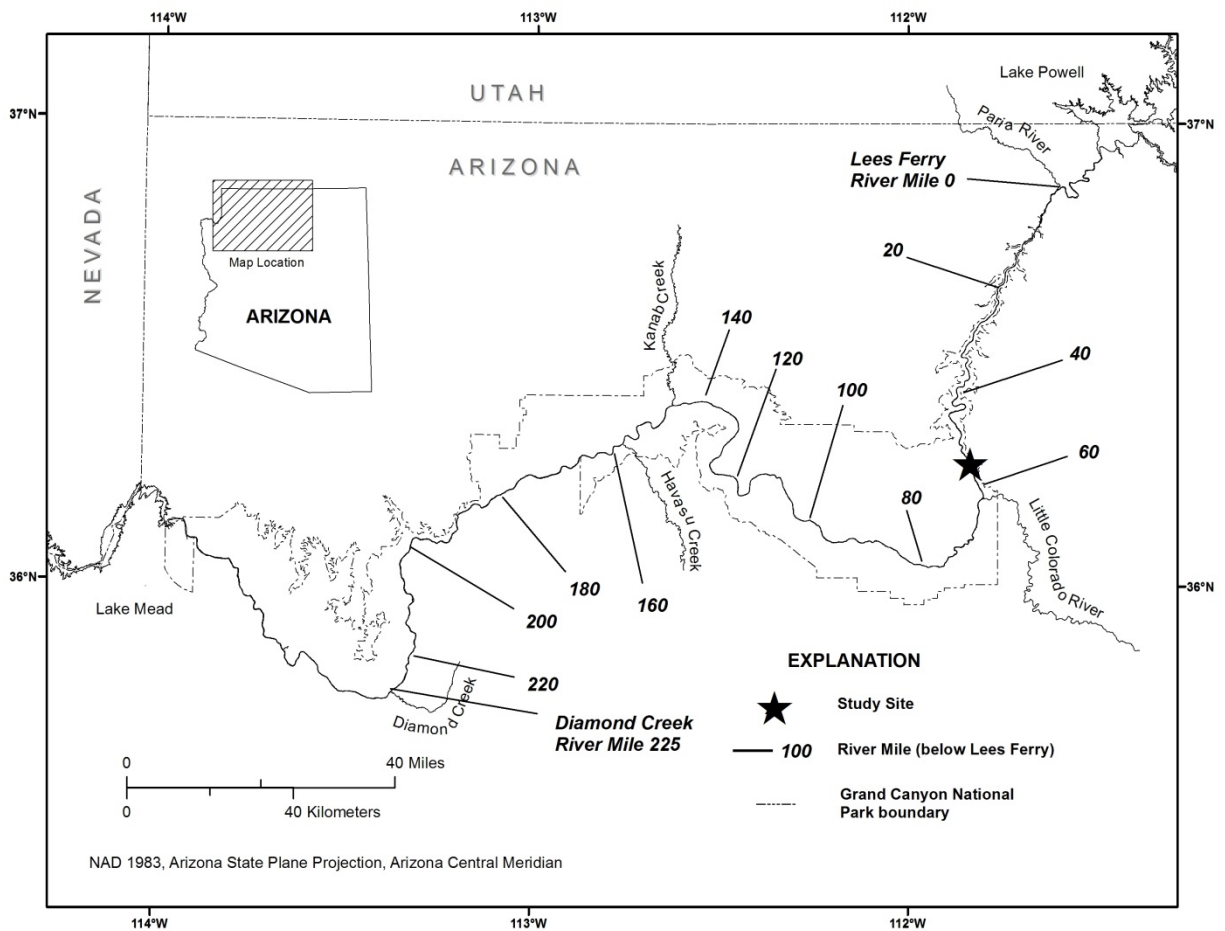 114°W
113°W
112°W
Lake Powell
UTAH
37°N
37°N
Paria River
ARIZONA
Lees Ferry
River Mile 0
NEVADA
20
Map Location
Kanab Creek
ARIZONA
140
40
120
100
60
Havasu Creek
80
Little Colorado River
36°N
180
36°N
160
Lake Mead
200
EXPLANATION
220
Study Site
Diamond Creek
Diamond Creek
River Mile 225
100
River Mile (below Lees Ferry)
0
40 Miles
Grand Canyon National
Park boundary
0
40 Kilometers
NAD 1983, Arizona State Plane Projection, Arizona Central Meridian
114°W
113°W
112°W